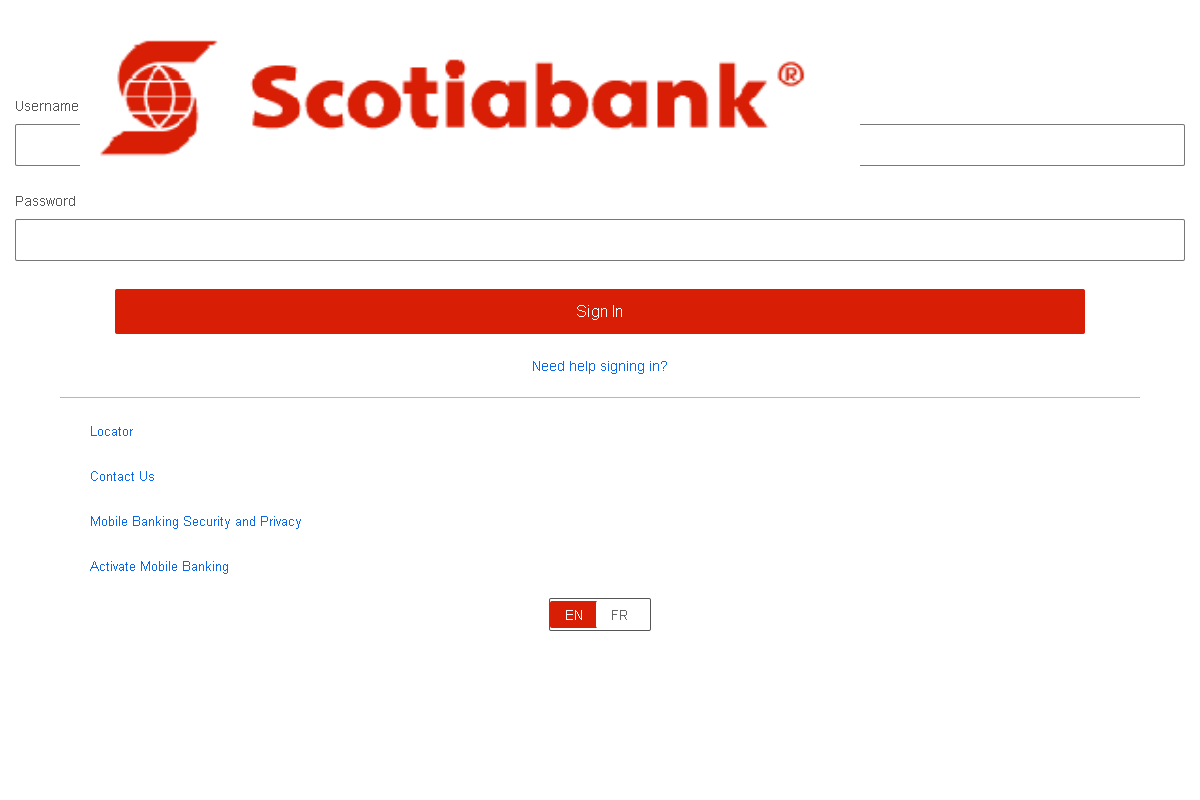 Scotiabank®
Username
Password
Sign In
Need help signing in?
Locator
Contact Us
Mobile Banking Security and Privacy
Activate Mobile Banking
EN FR